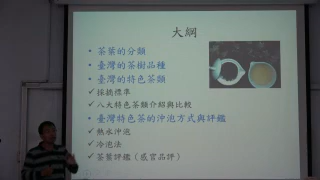 大綱
• 茶葉的分類
• 臺灣的茶樹品種
• 臺灣的特色茶類
✓ 採摘標準
✓ 八大特色茶類介紹與比較
• 臺灣特色茶的沖泡方式與評鑑
✓ 熱水沖泡
✓ 冷泡法
✓ 茶葉評鑑（感官品評）